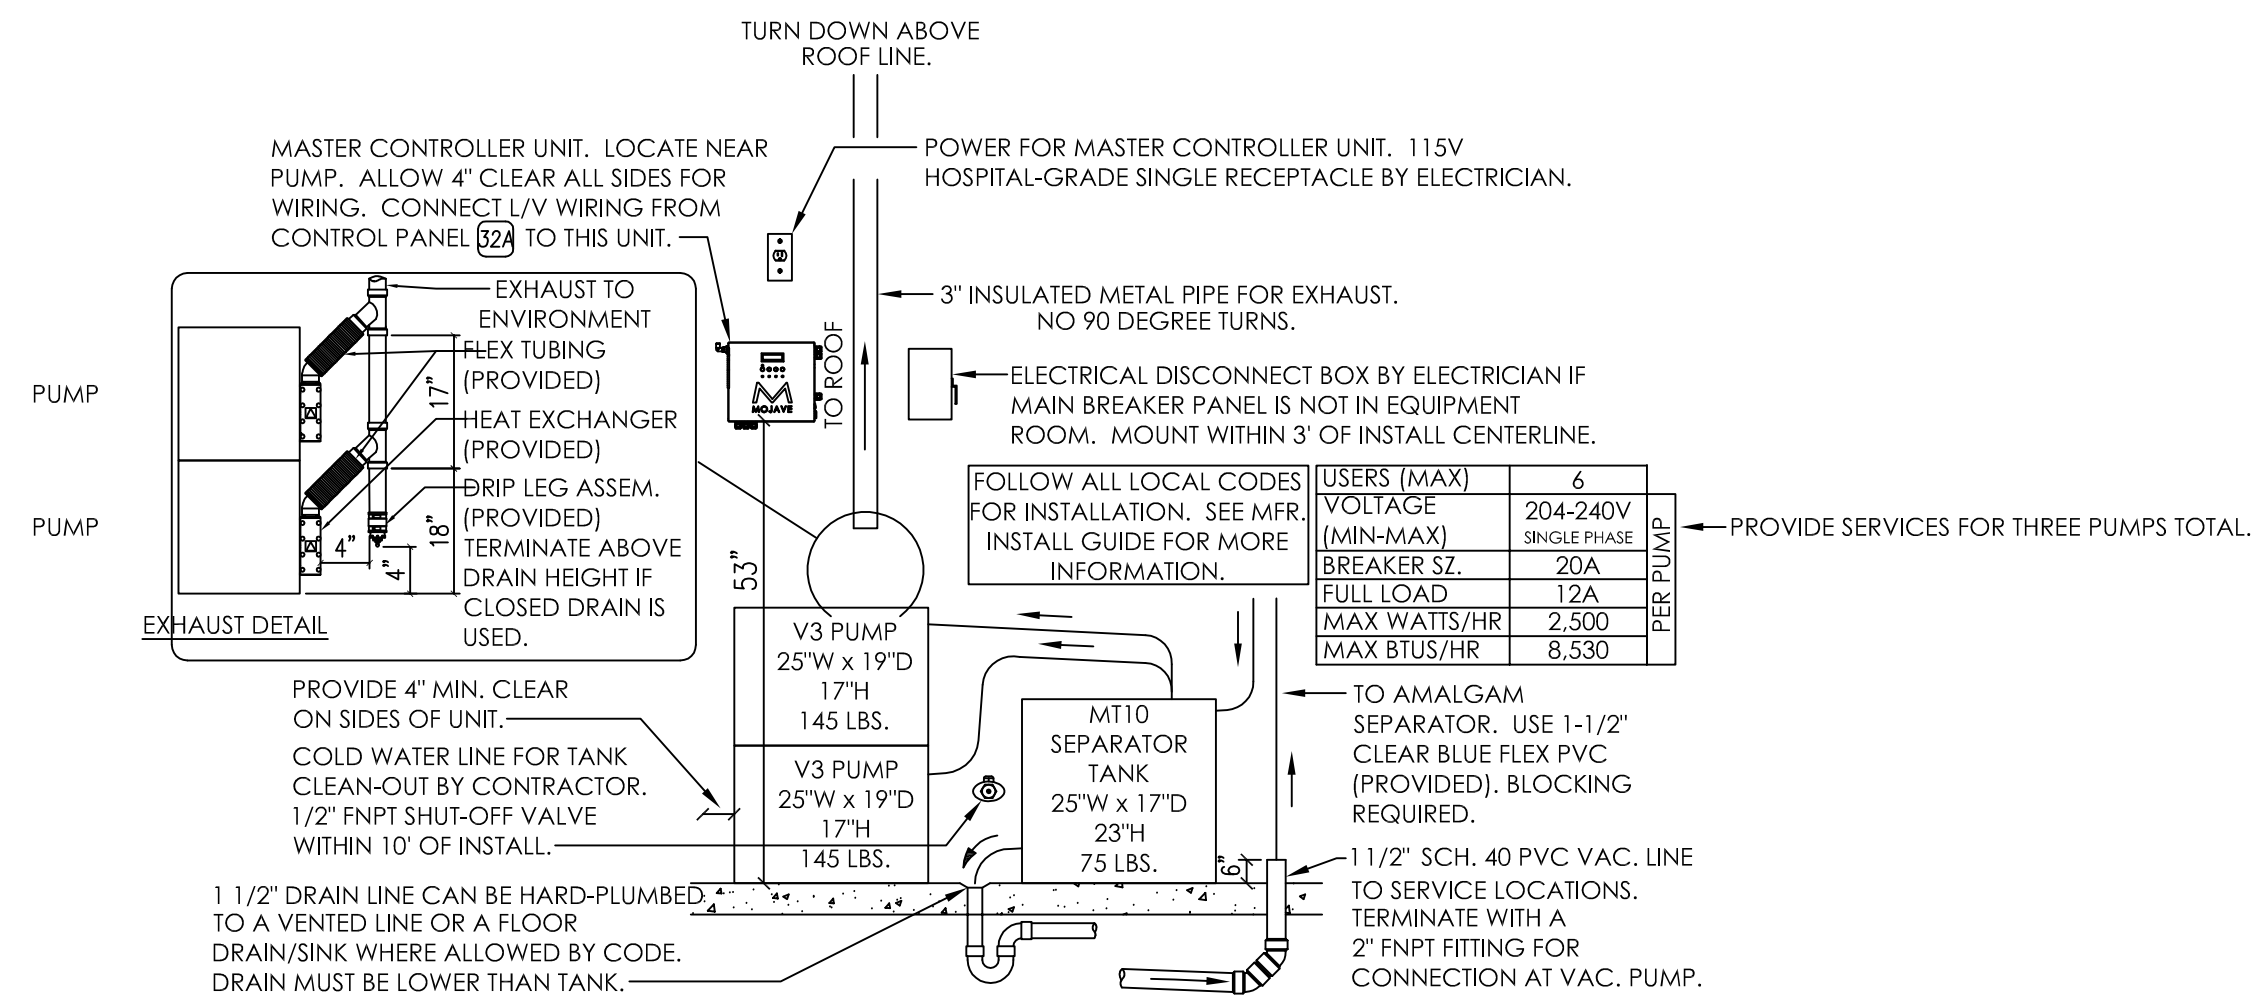 TURN DOWN ABOVE
ROOF LINE.
MASTER CONTROLLER UNIT. LOCATE NEAR
PUMP. ALLOW 4" CLEAR ALL SIDES FOR
WIRING. CONNECT L/V WIRING FROM
CONTROL PANEL 32A TO THIS UNIT.
POWER FOR MASTER CONTROLLER UNIT. 115V
HOSPITAL-GRADE SINGLE RECEPTACLE BY ELECTRICIAN.
3" INSULATED METAL PIPE FOR EXHAUST.
NO 90 DEGREE TURNS.
TO ROOF
MOJAVE
ELECTRICAL DISCONNECT BOX BY ELECTRICIAN IF
MAIN BREAKER PANEL IS NOT IN EQUIPMENT
ROOM. MOUNT WITHIN 3' OF INSTALL CENTERLINE.
PUMP
PUMP
EXHAUST TO
ENVIRONMENT
FLEX TUBING
(PROVIDED)
HEAT EXCHANGER
(PROVIDED)
DRIP LEG ASSEM.
(PROVIDED)
TERMINATE ABOVE
DRAIN HEIGHT IF
CLOSED DRAIN IS
USED.
17"
18"
4"
4"
EXHAUST DETAIL
53"
FOLLOW ALL LOCAL CODES
FOR INSTALLATION. SEE MFR.
INSTALL GUIDE FOR MORE
INFORMATION.
USERS (MAX) 6
VOLTAGE
(MIN-MAX)
204-240V
SINGLE PHASE
BREAKER SZ. 20A
FULL LOAD 12A
MAX WATTS/HR 2,500
MAX BTUS/HR 8,530
PER PUMP
PROVIDE SERVICES FOR THREE PUMPS TOTAL.
V3 PUMP
25"W x 19"D
17"H
145 LBS.
V3 PUMP
25"W x 19"D
17"H
145 LBS.
MT10
SEPARATOR
TANK
25"W x 17"D
23"H
75 LBS.
PROVIDE 4" MIN. CLEAR
ON SIDES OF UNIT.
COLD WATER LINE FOR TANK
CLEAN-OUT BY CONTRACTOR.
1/2" FNPT SHUT-OFF VALVE
WITHIN 10' OF INSTALL.
1 1/2" DRAIN LINE CAN BE HARD-PLUMBED
TO A VENTED LINE OR A FLOOR
DRAIN/SINK WHERE ALLOWED BY CODE.
DRAIN MUST BE LOWER THAN TANK.
TO AMALGAM
SEPARATOR. USE 1-1/2"
CLEAR BLUE FLEX PVC
(PROVIDED). BLOCKING
REQUIRED.
6"
1 1/2" SCH. 40 PVC VAC. LINE
TO SERVICE LOCATIONS.
TERMINATE WITH A
2" FNPT FITTING FOR
CONNECTION AT VAC. PUMP.